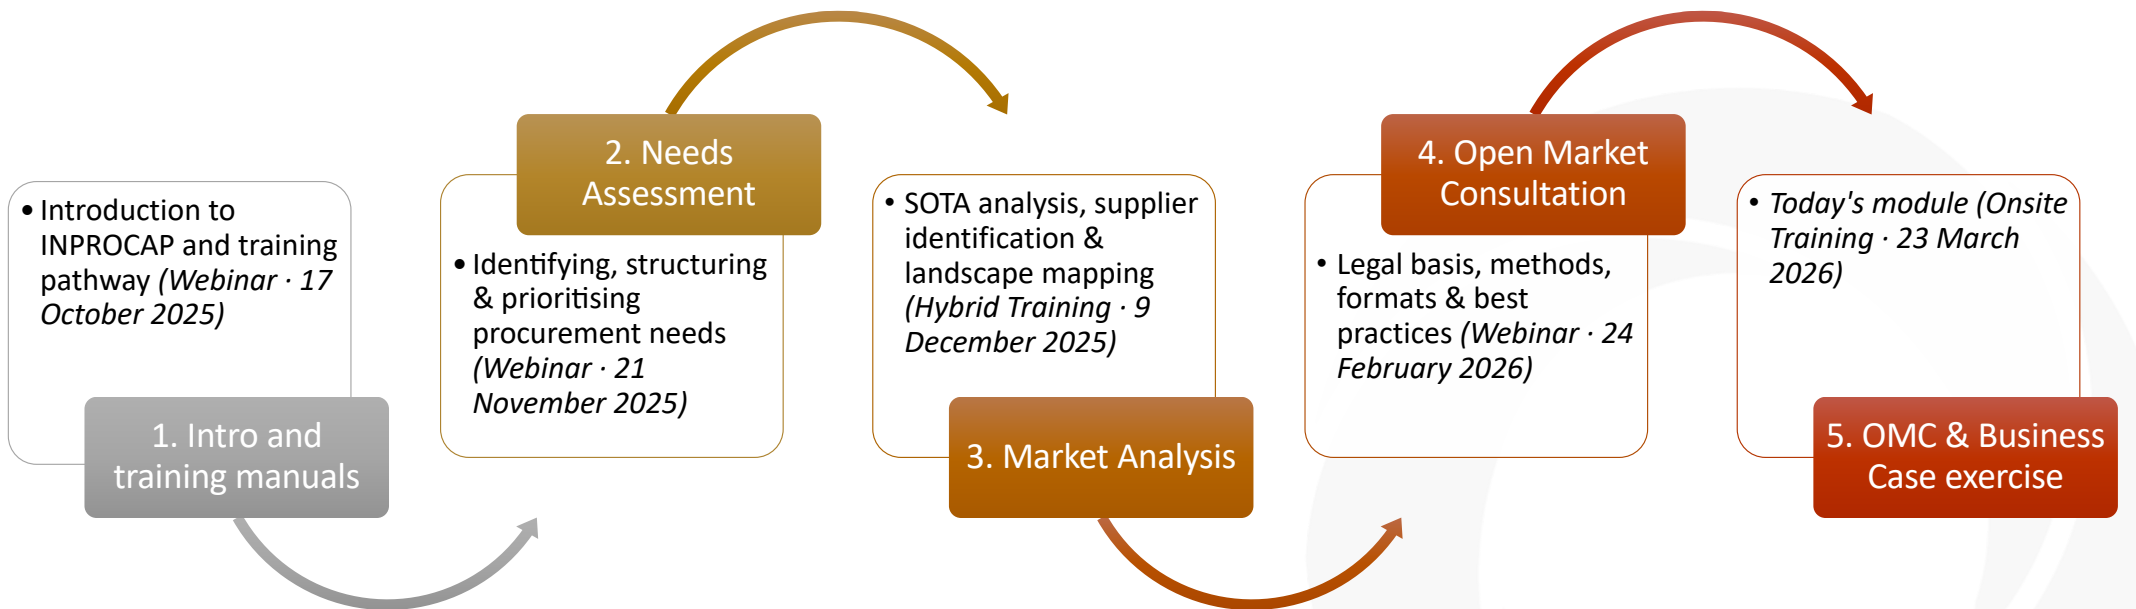 • Introduction to
INPROCAP and training
pathway (Webinar · 17
October 2025)
1. Intro and
training manuals
2. Needs
Assessment
• Identifying, structuring
& prioritising
procurement needs
(Webinar · 21
November 2025)
• SOTA analysis, supplier
identification &
landscape mapping
(Hybrid Training · 9
December 2025)
3. Market Analysis
4. Open Market
Consultation
• Legal basis, methods,
formats & best
practices (Webinar · 24
February 2026)
• Today's module (Onsite
Training · 23 March
2026)
5. OMC & Business
Case exercise